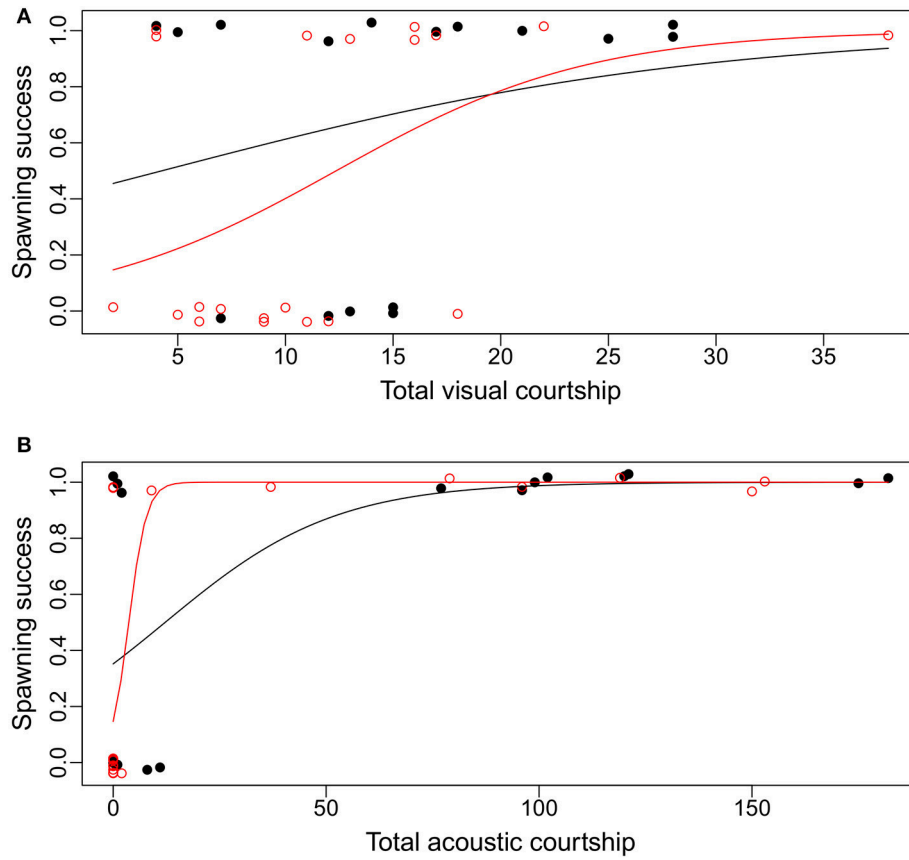 A
Spawning success
0.0 0.2 0.4 0.6 0.8 1.0
5 10 15 20 25 30 35
Total visual courtship
B
Spawning success
0.0 0.2 0.4 0.6 0.8 1.0
0 50 100 150
Total acoustic courtship